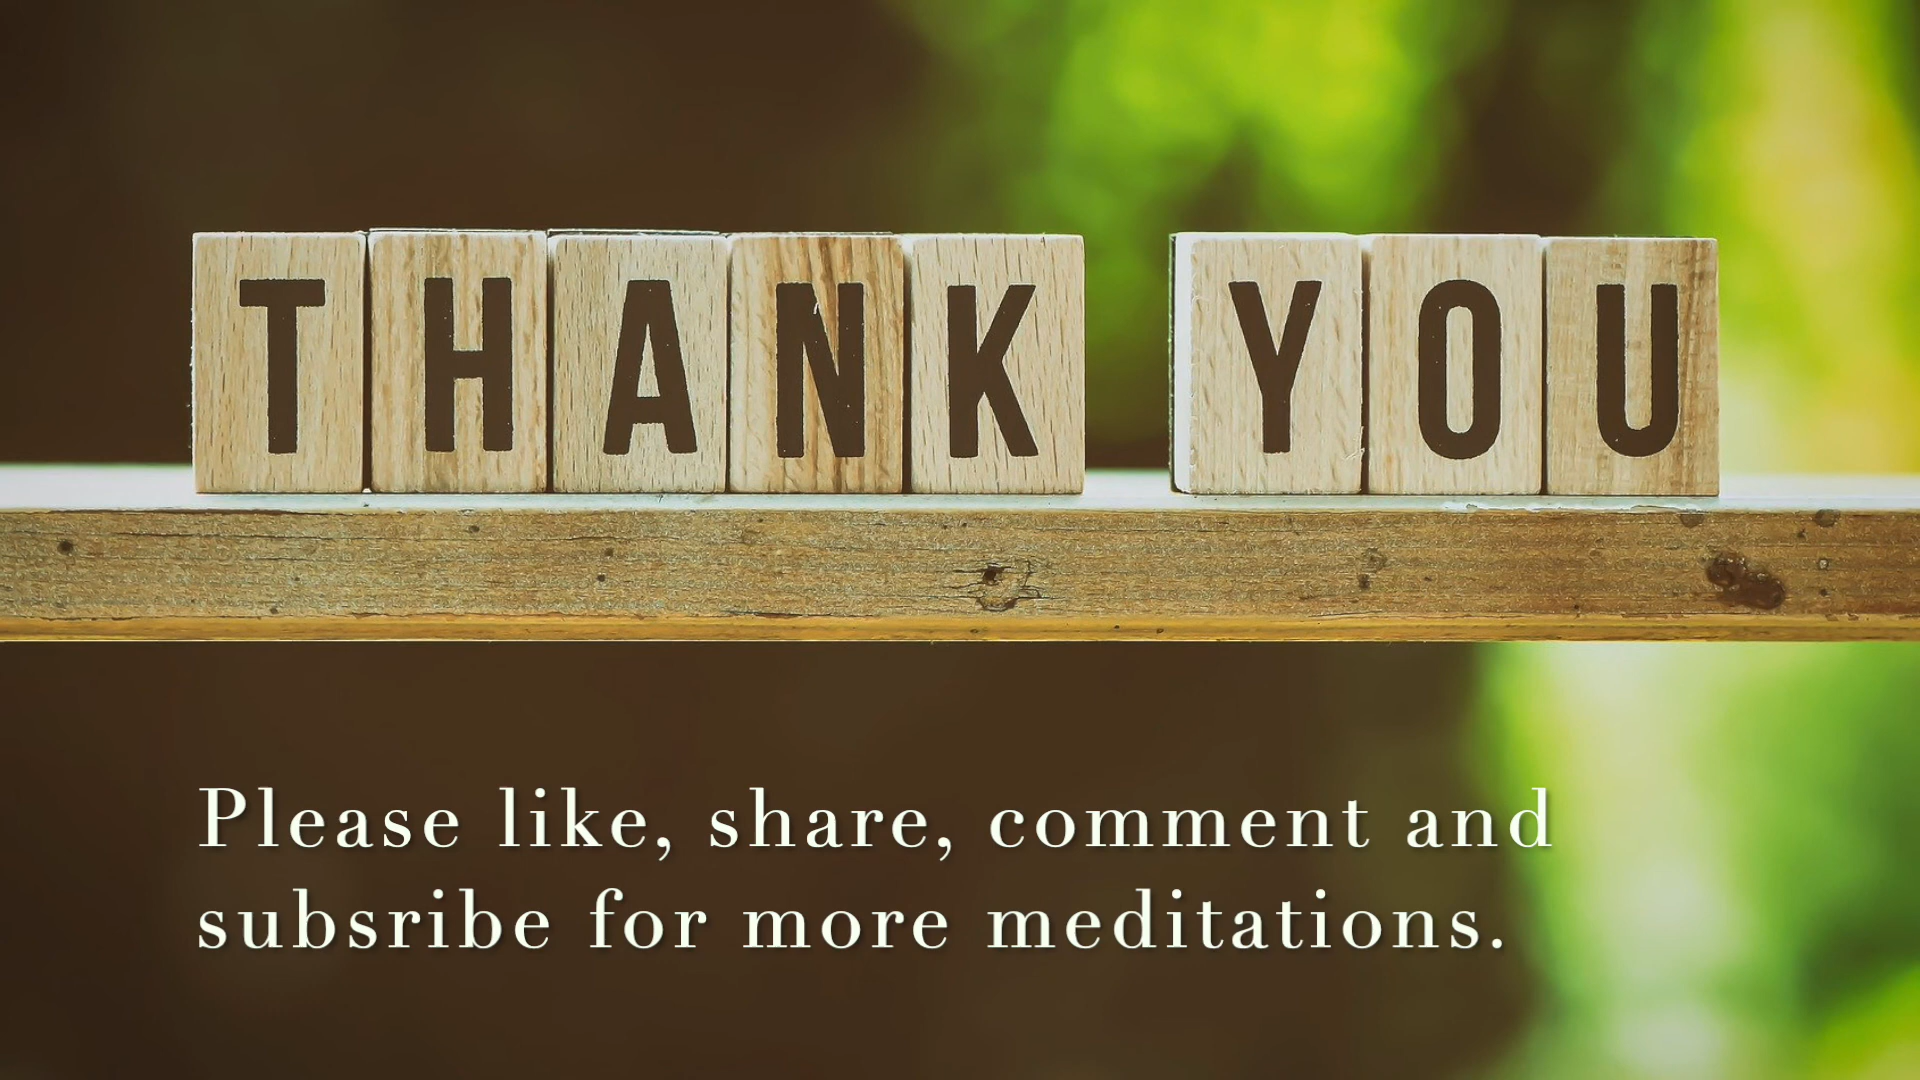 THANK YOU
Please like, share, comment and
subsribe for more meditations.